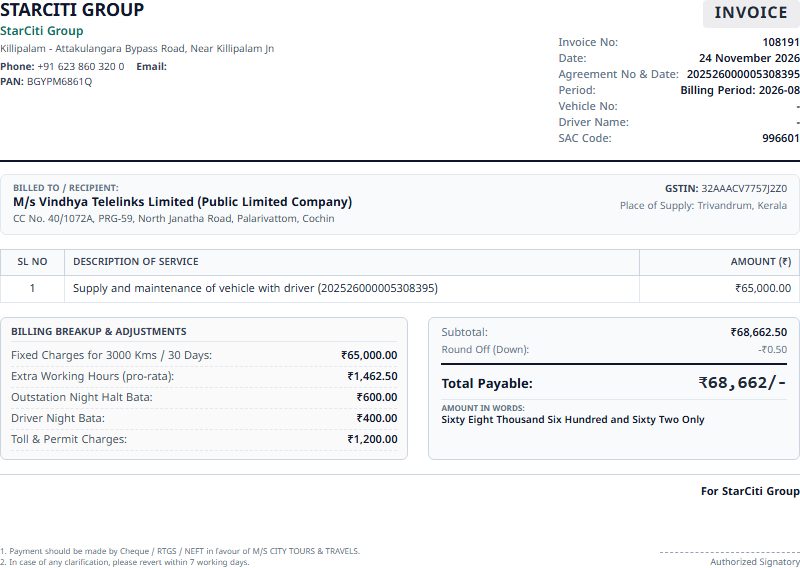 STARCITI GROUP
INVOICE
StarCiti Group
Killipalam - Attakulangara Bypass Road, Near Killipalam Jn
Phone: +91 623 860 320 0 Email:
PAN: BGYPM6861Q
Invoice No: 108191
Date: 24 November 2026
Agreement No & Date: 202526000005308395
Period: Billing Period: 2026-08
Vehicle No: -
Driver Name: -
SAC Code: 996601
BILLED TO / RECIPIENT:
M/s Vindhya Telelinks Limited (Public Limited Company)
CC No. 40/1072A, PRG-59, North Janatha Road, Palarivattom, Cochin
GSTIN: 32AAACV7757J2Z0
Place of Supply: Trivandrum, Kerala
SL NO DESCRIPTION OF SERVICE AMOUNT (₹)
1 Supply and maintenance of vehicle with driver (202526000005308395) ₹65,000.00
BILLING BREAKUP & ADJUSTMENTS
Fixed Charges for 3000 Kms / 30 Days: ₹65,000.00
Extra Working Hours (pro-rata): ₹1,462.50
Outstation Night Halt Bata: ₹600.00
Driver Night Bata: ₹400.00
Toll & Permit Charges: ₹1,200.00
Subtotal: ₹68,662.50
Round Off (Down): -₹0.50
Total Payable: ₹68,662/-
AMOUNT IN WORDS:
Sixty Eight Thousand Six Hundred and Sixty Two Only
For StarCiti Group
1. Payment should be made by Cheque / RTGS / NEFT in favour of M/S CITY TOURS & TRAVELS.
2. In case of any clarification, please revert within 7 working days.
Authorized Signatory